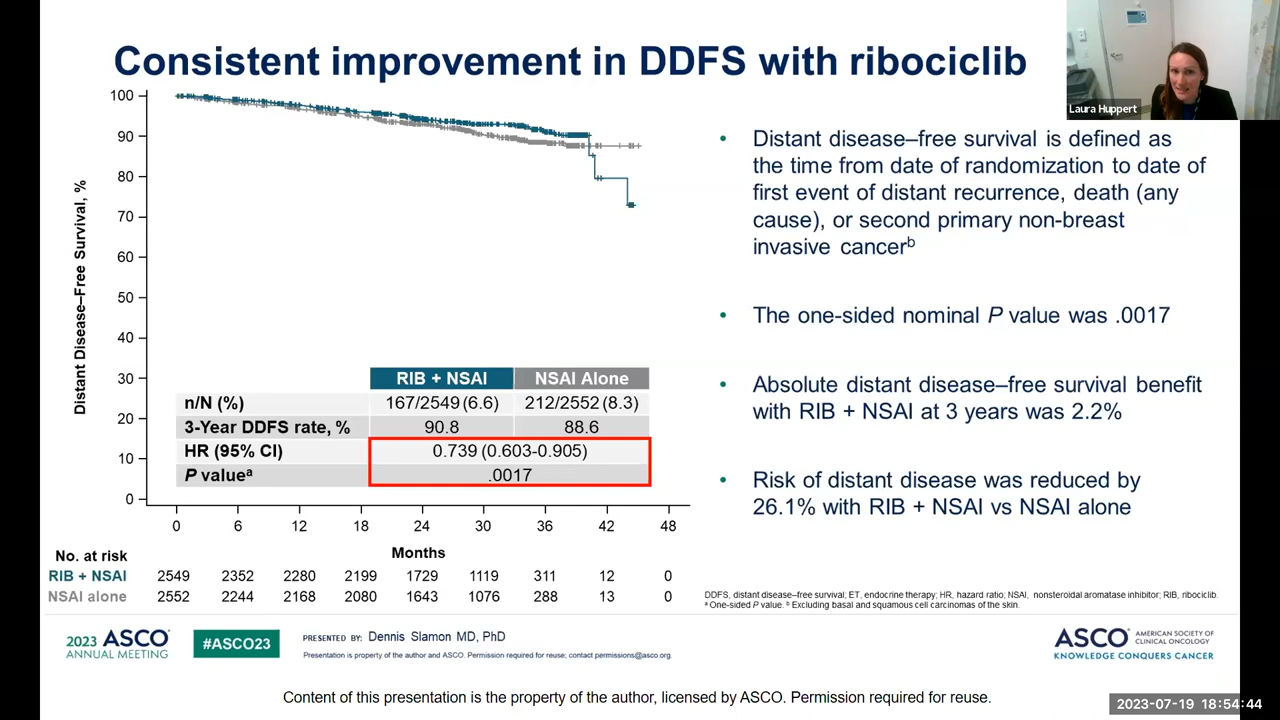 Consistent improvement in DDFS with ribociclib
Laura Huppert
Distant Disease–Free Survival, %
100
90
80
70
60
50
40
30
20
10
0
RIB + NSAI NSAI Alone
n/N (%) 167/2549 (6.6) 212/2552 (8.3)
3-Year DDFS rate, % 90.8 88.6
HR (95% CI) 0.739 (0.603-0.905)
P valueᵃ .0017
0 6 12 18 24 30 36 42 48
Months
No. at risk
RIB + NSAI 2549 2352 2280 2199 1729 1119 311 12 0
NSAI alone 2552 2244 2168 2080 1643 1076 288 13 0
• Distant disease–free survival is defined as
the time from date of randomization to date of
first event of distant recurrence, death (any
cause), or second primary non-breast
invasive cancerᵇ
• The one-sided nominal P value was .0017
• Absolute distant disease–free survival benefit
with RIB + NSAI at 3 years was 2.2%
• Risk of distant disease was reduced by
26.1% with RIB + NSAI vs NSAI alone
DDFS, distant disease–free survival; ET, endocrine therapy; HR, hazard ratio; NSAI, nonsteroidal aromatase inhibitor; RIB, ribociclib.
ᵃ One-sided P value. ᵇ Excluding basal and squamous cell carcinomas of the skin.
2023 ASCO®
ANNUAL MEETING
#ASCO23
PRESENTED BY: Dennis Slamon MD, PhD
Presentation is property of the author and ASCO. Permission required for reuse; contact permissions@asco.org.
ASCO® AMERICAN SOCIETY OF
CLINICAL ONCOLOGY
KNOWLEDGE CONQUERS CANCER
Content of this presentation is the property of the author, licensed by ASCO. Permission required for reuse.
2023-07-19 18:54:44